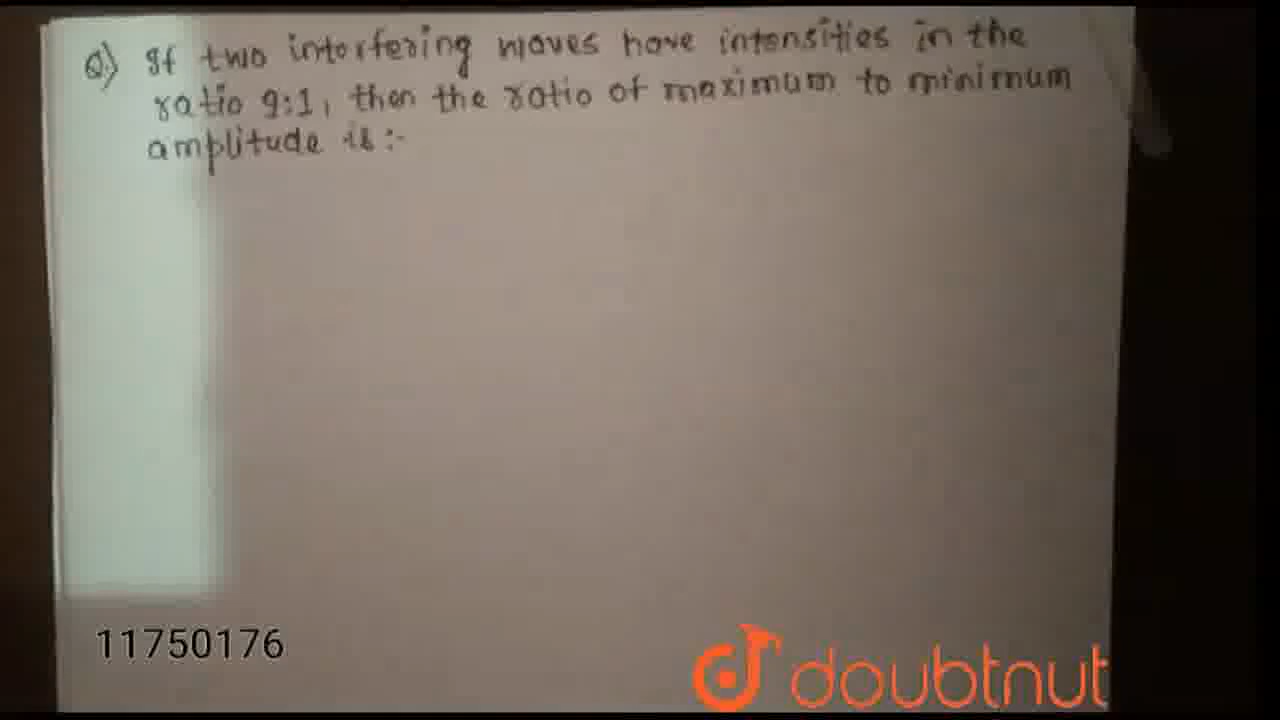 Q.) If two interfering waves have intensities in the
ratio 9:1, then the ratio of maximum to minimum
amplitude is :-
11750176
doubtnut